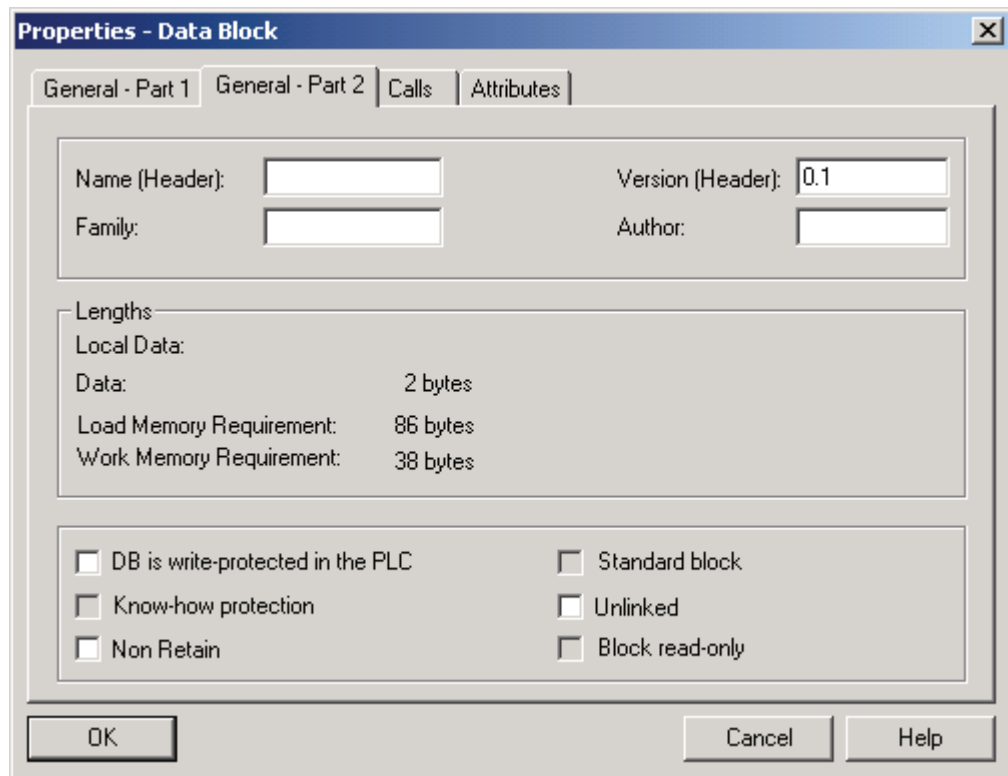 Properties - Data Block
General - Part 1 General - Part 2 Calls Attributes
Name (Header): Version (Header): 0.1
Family: Author:
Lengths
Local Data:
Data: 2 bytes
Load Memory Requirement: 86 bytes
Work Memory Requirement: 38 bytes
DB is write-protected in the PLC Standard block
Know-how protection Unlinked
Non Retain Block read-only
OK Cancel Help